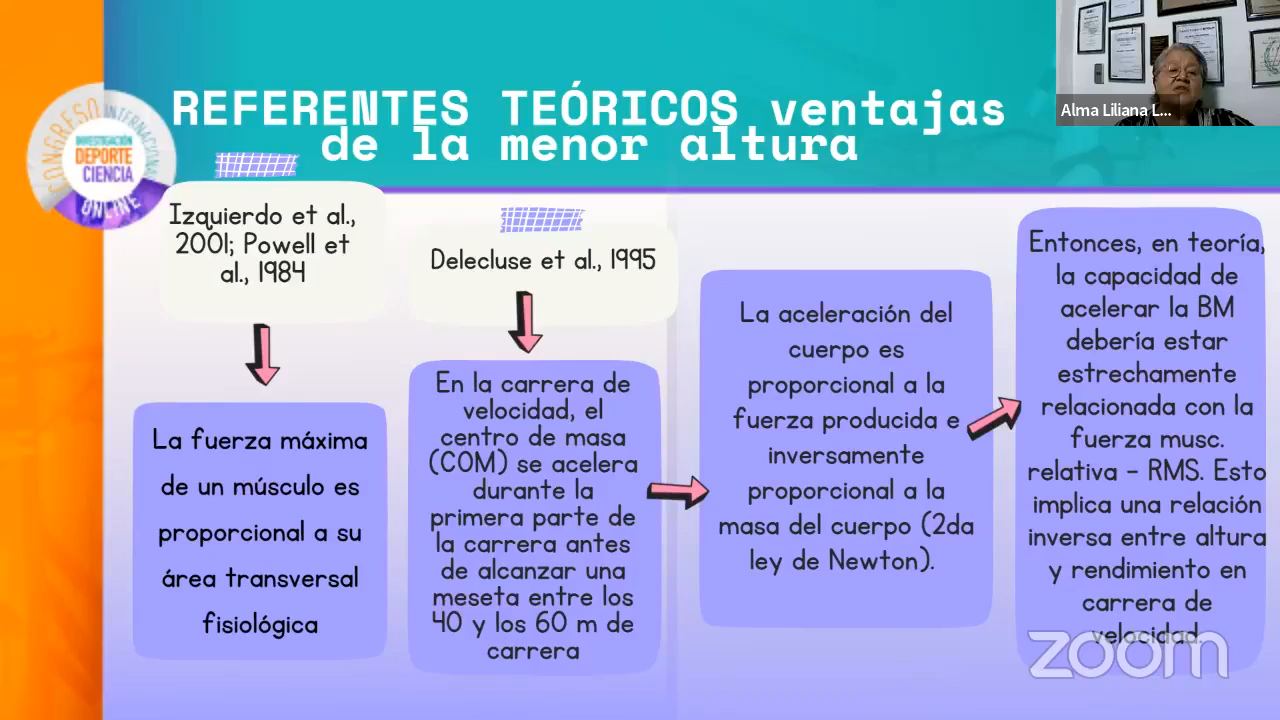 REFERENTES TEÓRICOS ventajas
de la menor altura
CONGRESO INTERNACIONAL
INVESTIGACIÓN
DEPORTE
CIENCIA
ONLINE
Alma Liliana L...
Izquierdo et al.,
2001; Powell et
al., 1984
La fuerza máxima
de un músculo es
proporcional a su
área transversal
fisiológica
Delecluse et al., 1995
En la carrera de
velocidad, el
centro de masa
(COM) se acelera
durante la
primera parte de
la carrera antes
de alcanzar una
meseta entre los
40 y los 60 m de
carrera
La aceleración del
cuerpo es
proporcional a la
fuerza producida e
inversamente
proporcional a la
masa del cuerpo (2da
ley de Newton).
Entonces, en teoría,
la capacidad de
acelerar la BM
debería estar
estrechamente
relacionada con la
fuerza musc.
relativa - RMS. Esto
implica una relación
inversa entre altura
y rendimiento en
carrera de
velocidad.
zoom